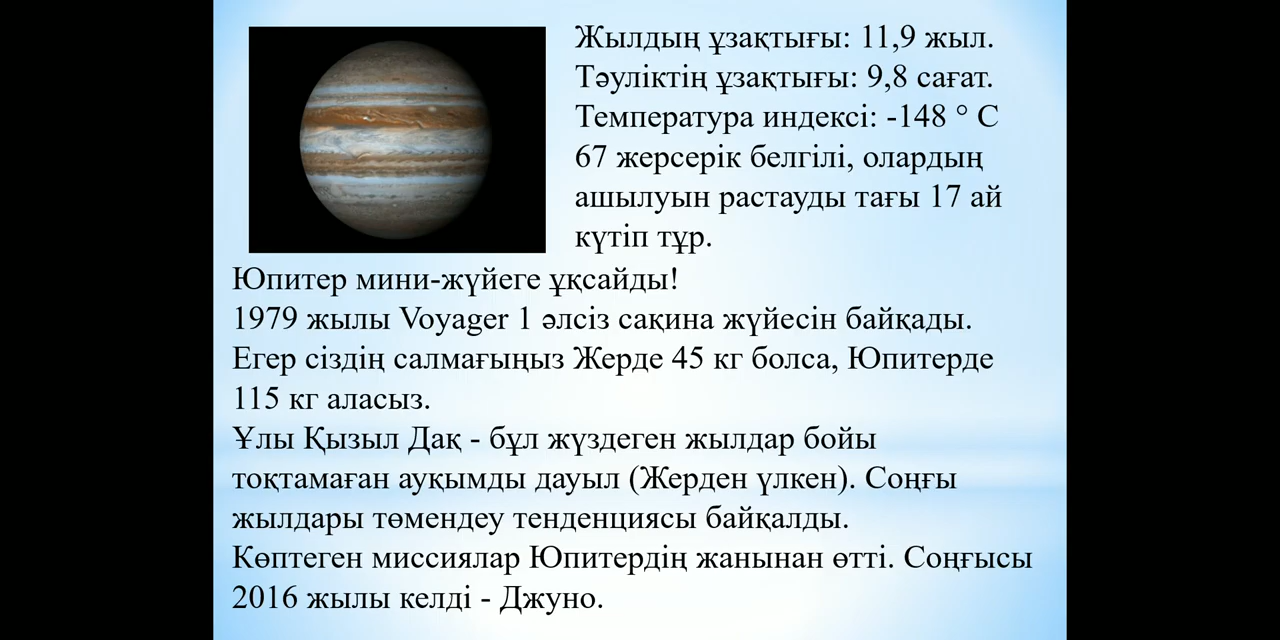 Жылдың ұзақтығы: 11,9 жыл.
Тәуліктің ұзақтығы: 9,8 сағат.
Температура индексі: -148 ° C
67 жерсерік белгілі, олардың
ашылуын растауды тағы 17 ай
күтіп тұр.
Юпитер мини-жүйеге ұқсайды!
1979 жылы Voyager 1 әлсіз сақина жүйесін байқады.
Егер сіздің салмағыңыз Жерде 45 кг болса, Юпитерде
115 кг аласыз.
Ұлы Қызыл Дақ - бұл жүздеген жылдар бойы
тоқтамаған ауқымды дауыл (Жерден үлкен). Соңғы
жылдары төмендеу тенденциясы байқалды.
Көптеген миссиялар Юпитердің жанынан өтті. Соңғысы
2016 жылы келді - Джуно.